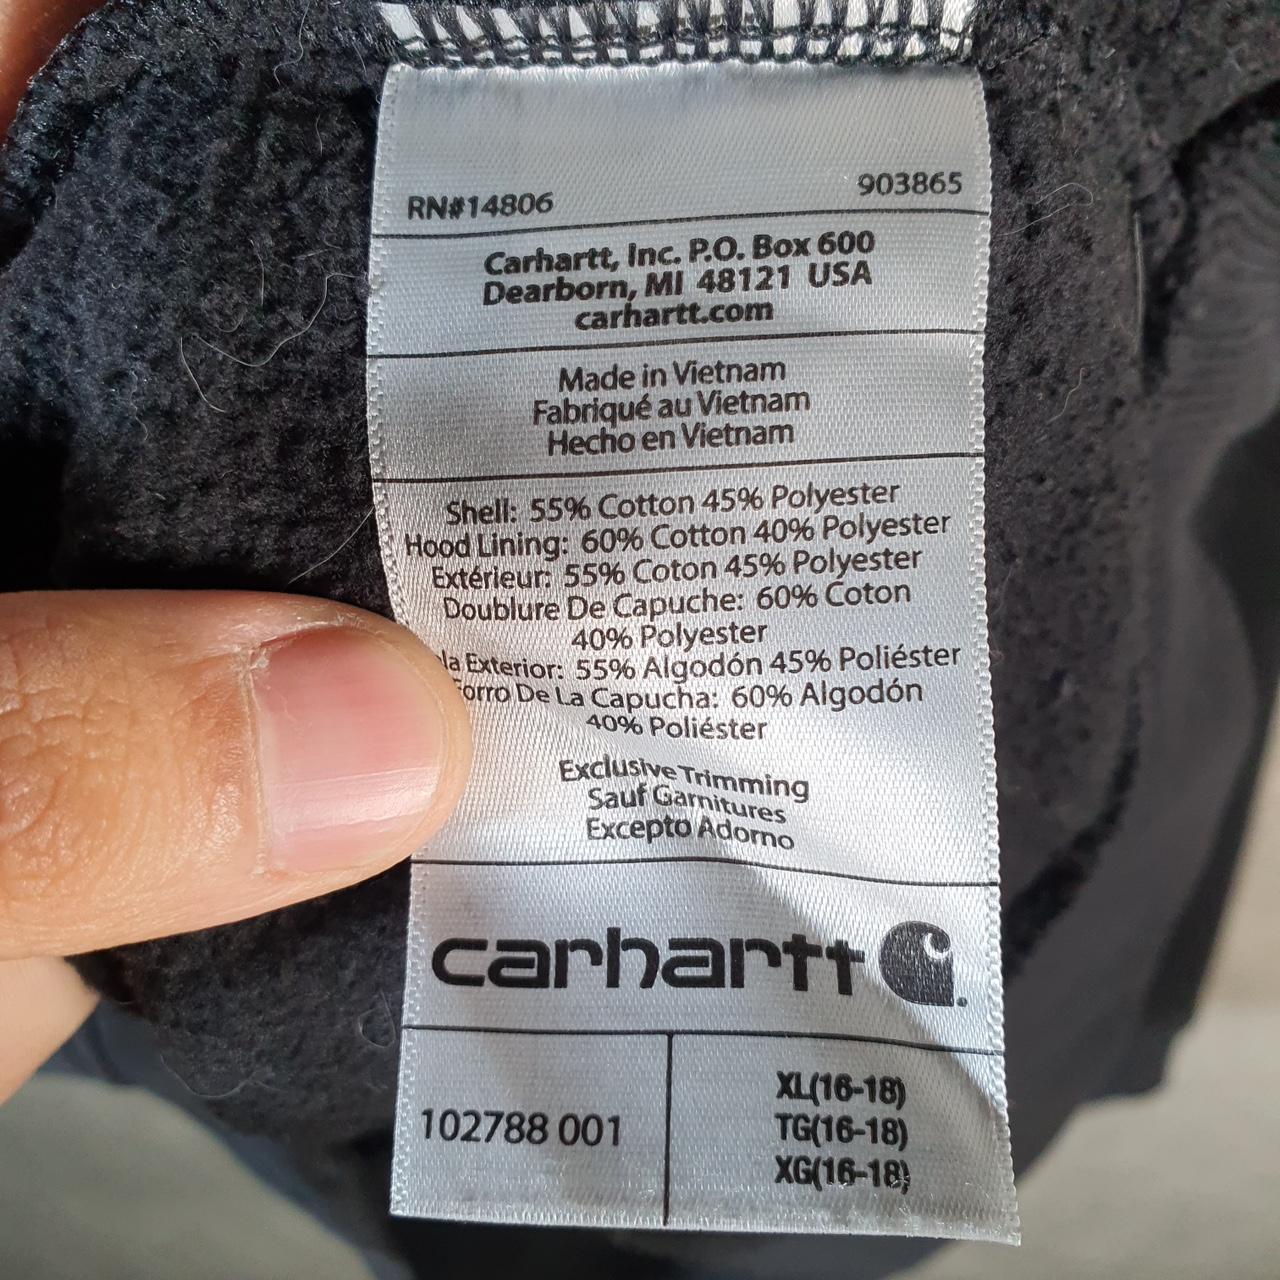 RN#14806 903865
Carhartt, Inc. P.O. Box 600
Dearborn, MI 48121 USA
carhartt.com
Made in Vietnam
Fabriqué au Vietnam
Hecho en Vietnam
Shell: 55% Cotton 45% Polyester
Hood Lining: 60% Cotton 40% Polyester
Extérieur: 55% Coton 45% Polyester
Doublure De Capuche: 60% Coton
40% Polyester
Exterior: 55% Algodón 45% Poliéster
De La Capucha: 60% Algodón
40% Poliéster
Exclusive Trimming
Sauf Garnitures
Excepto Adorno
carhartt
102788 001
XL(16-18)
TG(16-18)
XG(16-18)